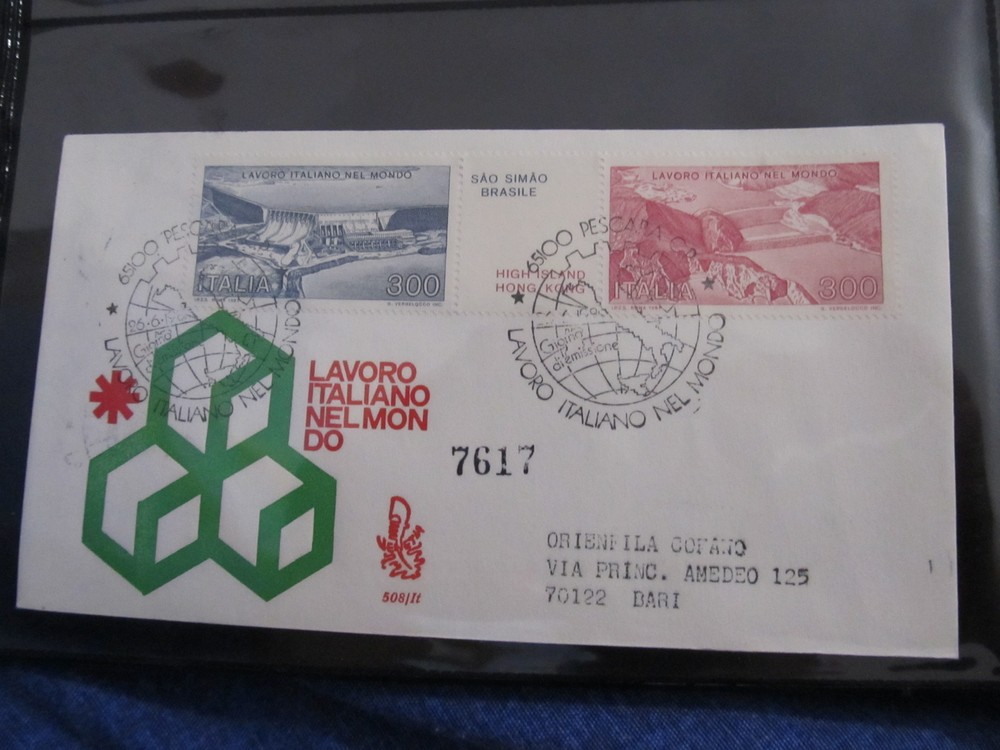 LAVORO ITALIANO NEL MONDO
ITALIA 300
SÃO SIMÃO
BRASILE
HIGH ISLAND
HONG KONG
LAVORO ITALIANO NEL MONDO
ITALIA 300
65100 PESCARA
Giorno
LAVORO ITALIANO NEL MONDO
65100 PESCARA
Giorno
di emissione
LAVORO ITALIANO NEL MONDO
LAVORO
ITALIANO
NEL MON
DO
7617
508/It
ORIENFILA COFANO
VIA PRINC. AMEDEO 125
70122 BARI